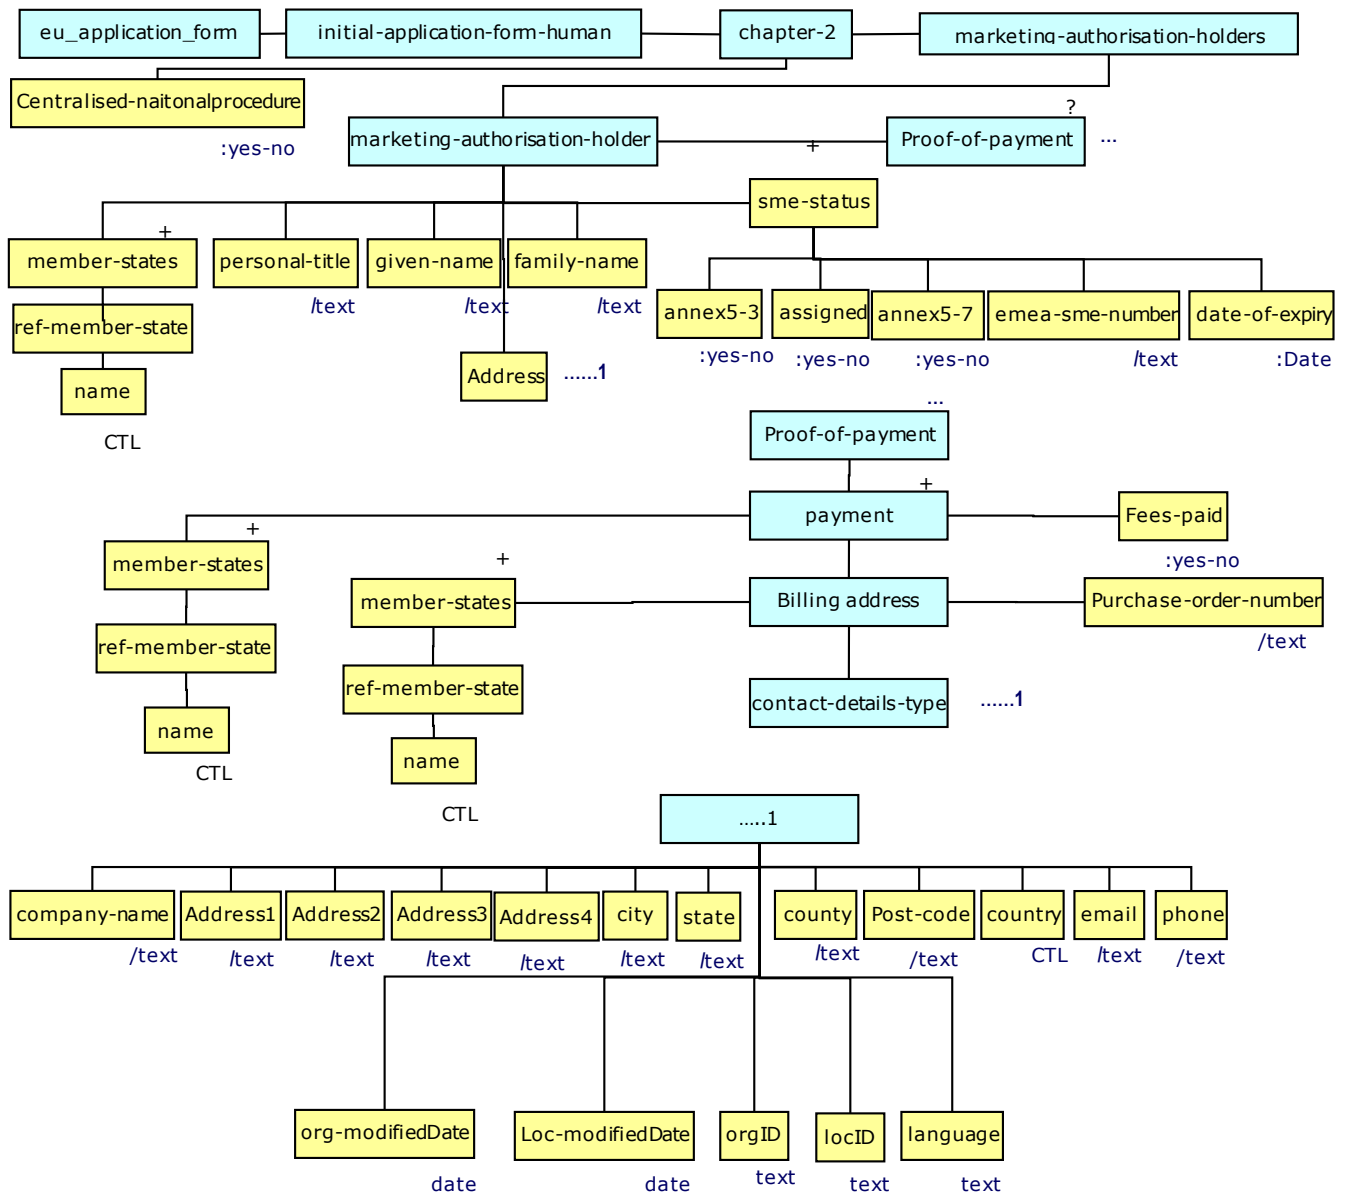 eu_application_form
initial-application-form-human
chapter-2
marketing-authorisation-holders
Centralised-naitonalprocedure
:yes-no
marketing-authorisation-holder
+
Proof-of-payment
?
...
sme-status
+
member-states
personal-title
given-name
family-name
/text
/text
/text
ref-member-state
name
CTL
Address
......1
annex5-3
assigned
annex5-7
emea-sme-number
date-of-expiry
:yes-no
:yes-no
:yes-no
/text
:Date
...
Proof-of-payment
+
payment
Fees-paid
:yes-no
+
member-states
ref-member-state
name
CTL
+
member-states
ref-member-state
name
CTL
Billing address
Purchase-order-number
/text
contact-details-type
......1
.....1
company-name
Address1
Address2
Address3
Address4
city
state
county
Post-code
country
email
phone
/text
/text
/text
/text
/text
/text
/text
/text
/text
CTL
/text
/text
org-modifiedDate
Loc-modifiedDate
orgID
locID
language
date
date
text
text
text